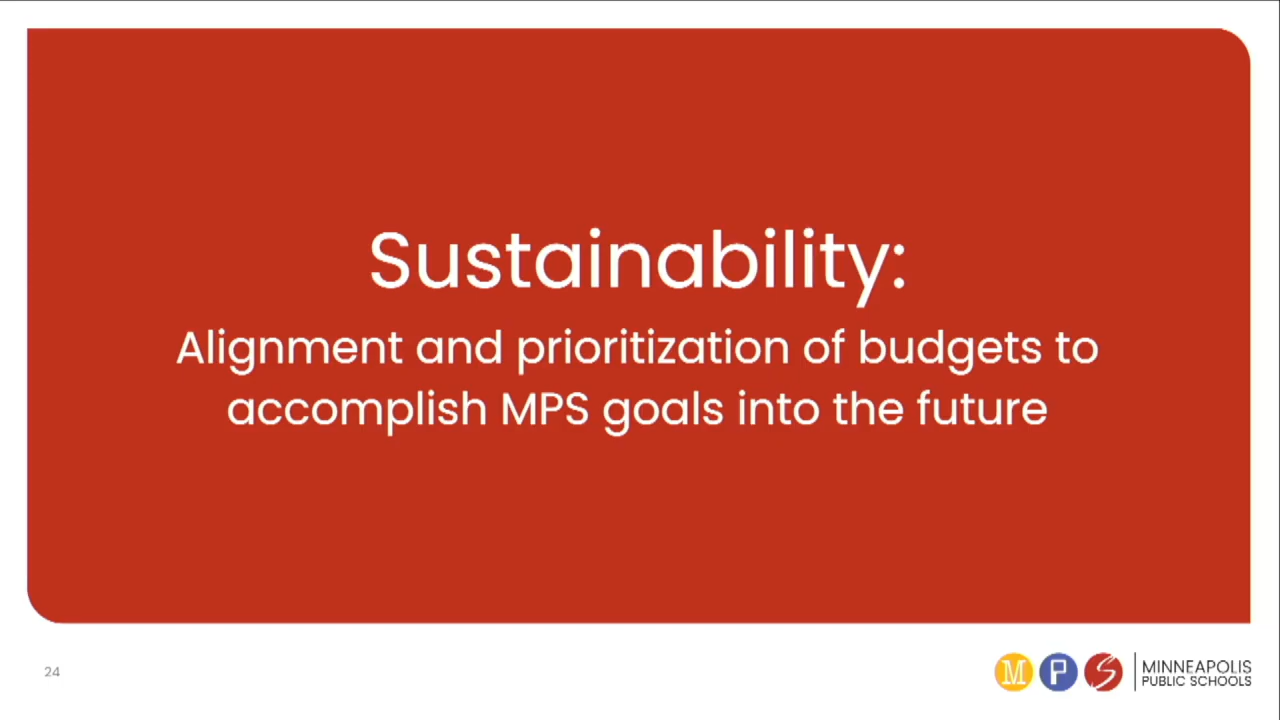 Sustainability:
Alignment and prioritization of budgets to
accomplish MPS goals into the future
24
M P S
MINNEAPOLIS
PUBLIC SCHOOLS